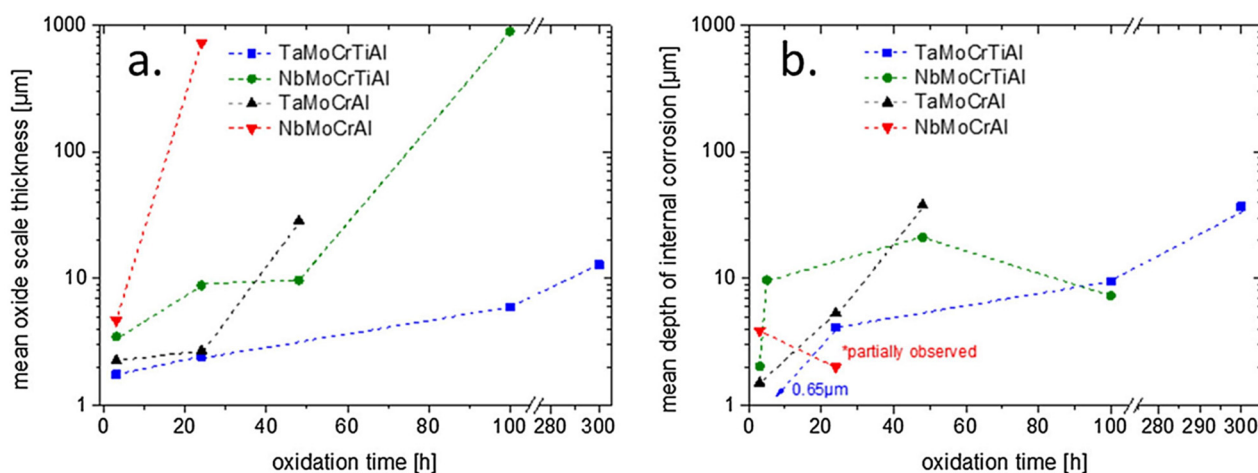 a.
TaMoCrTiAl
NbMoCrTiAl
TaMoCrAl
NbMoCrAl
mean oxide scale thickness [µm]
1000
100
10
1
0 20 40 60 80 100 280 300
oxidation time [h]
b.
TaMoCrTiAl
NbMoCrTiAl
TaMoCrAl
NbMoCrAl
mean depth of internal corrosion [µm]
1000
100
10
1
*partially observed
0.65µm
0 20 40 60 80 100 280 290 300
oxidation time [h]